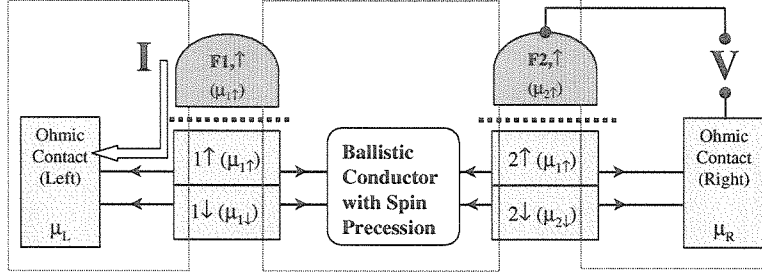 I
F1,↑
(μ1↑)
F2,↑
(μ2↑)
V
Ohmic
Contact
(Left)
μL
1↑ (μ1↑)
1↓ (μ1↓)
Ballistic
Conductor
with Spin
Precession
2↑ (μ1↑)
2↓ (μ2↓)
Ohmic
Contact
(Right)
μR